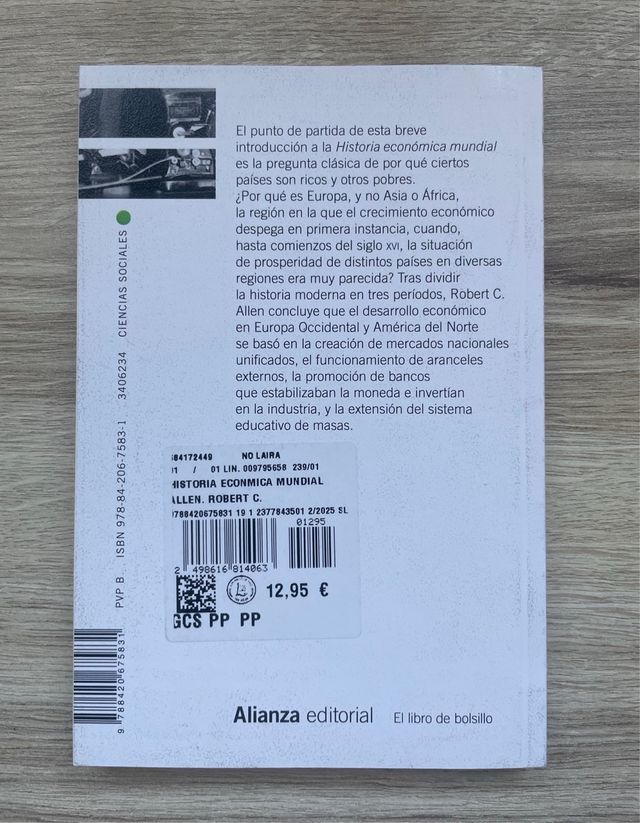 El punto de partida de esta breve
introducción a la Historia económica mundial
es la pregunta clásica de por qué ciertos
países son ricos y otros pobres.
¿Por qué es Europa, y no Asia o África,
la región en la que el crecimiento económico
despega en primera instancia, cuando,
hasta comienzos del siglo XVI, la situación
de prosperidad de distintos países en diversas
regiones era muy parecida? Tras dividir
la historia moderna en tres períodos, Robert C.
Allen concluye que el desarrollo económico
en Europa Occidental y América del Norte
se basó en la creación de mercados nacionales
unificados, el funcionamiento de aranceles
externos, la promoción de bancos
que estabilizaban la moneda e invertían
en la industria, y la extensión del sistema
educativo de masas.
PVP B. ISBN 978-84-206-7583-1 3406234 CIENCIAS SOCIALES
84172449 NO LAIRA
01 / 01 LIN. 009795658 239/01
HISTORIA ECONMICA MUNDIAL
ALLEN. ROBERT C.
9788420675831 19 1 2377843501 2/2025 SL
01295
2 498616 814063
12,95 €
GCS PP PP
9 788420 675831
Alianza editorial El libro de bolsillo